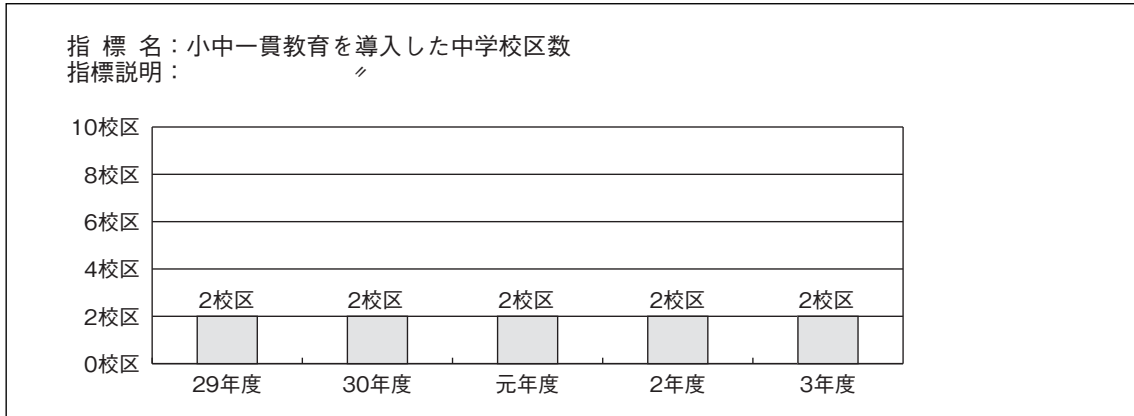 指 標 名：小中一貫教育を導入した中学校区数
指標説明：〃
10校区
8校区
6校区
4校区
2校区
0校区
2校区 2校区 2校区 2校区 2校区
29年度 30年度 元年度 2年度 3年度